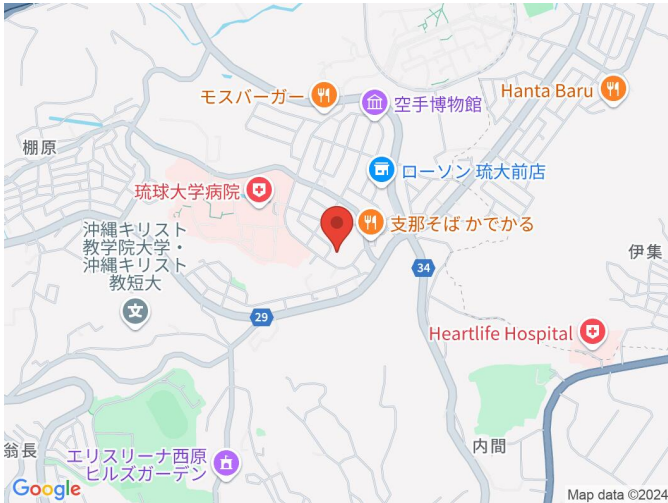 モスバーガー
空手博物館
Hanta Baru
棚原
ローソン 琉大前店
琉球大学病院
支那そば かでかる
沖縄キリスト
教学院大学・
沖縄キリスト
教短大
伊集
34
29
Heartlife Hospital
翁長
エリスリーナ西原
ヒルズガーデン
内間
Google
Map data ©2024